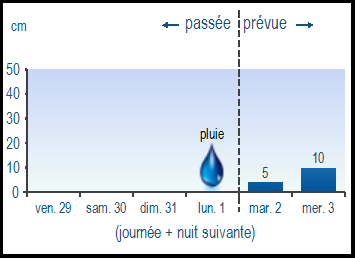 ← passée prévue →
cm
50
40
30
20
10
0
pluie
5
10
ven. 29 sam. 30 dim. 31 lun. 1 mar. 2 mer. 3
(journée + nuit suivante)